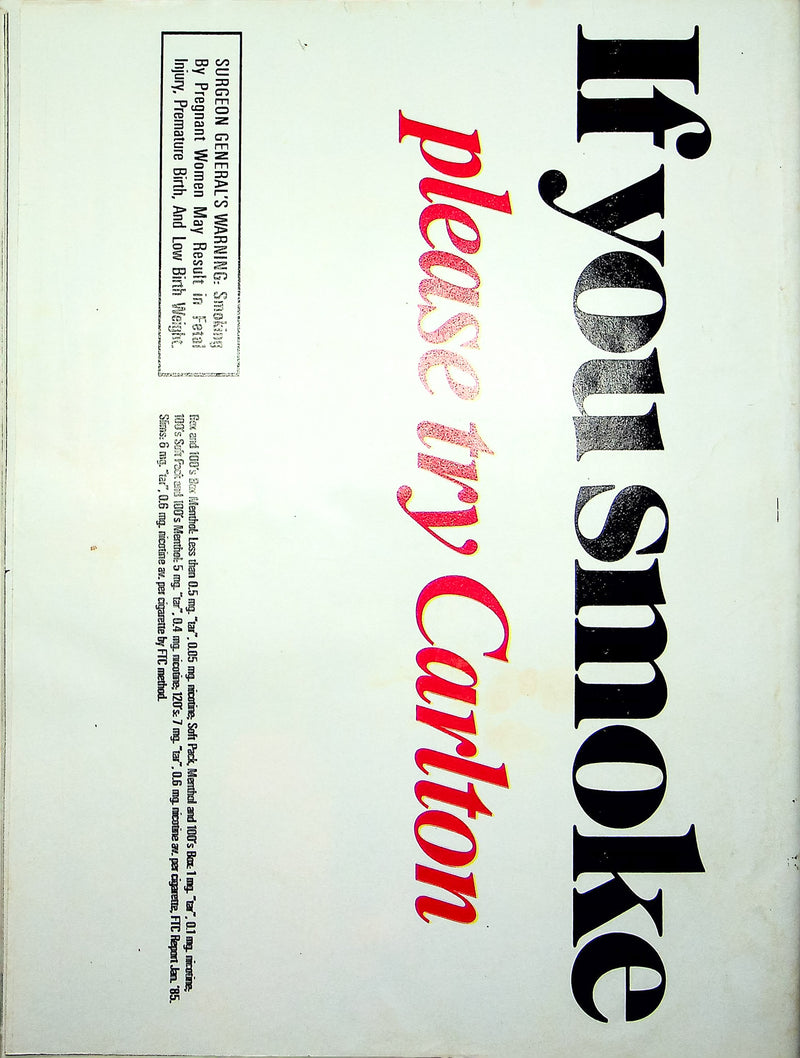 If you smoke
please try Carlton
SURGEON GENERAL'S WARNING: Smoking
By Pregnant Women May Result in Fetal
Injury, Premature Birth, And Low Birth Weight.
Box and 100's Box Menthol: Less than 0.5 mg. "tar", 0.05 mg. nicotine; Soft Pack, Menthol and 100's Box: 1 mg. "tar", 0.1 mg. nicotine;
100's Soft Pack and 100's Menthol: 5 mg. "tar", 0.4 mg. nicotine; 120's: 7 mg. "tar", 0.6 mg. nicotine av. per cigarette, FTC Report Jan. '85.
Slims: 6 mg. "tar", 0.6 mg. nicotine av. per cigarette by FTC method.